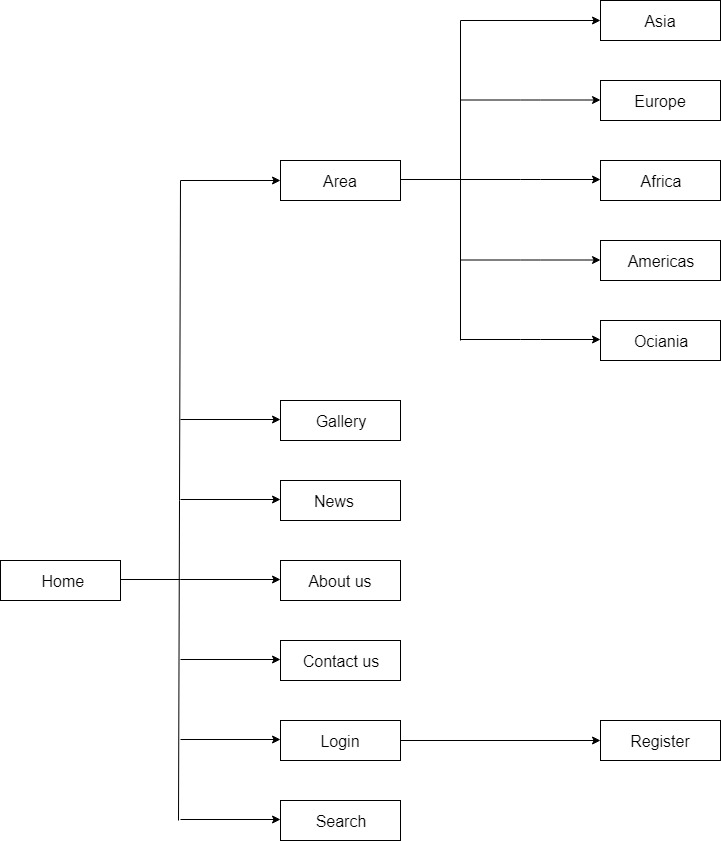 Asia
Europe
Area
Africa
Americas
Ociania
Gallery
News
Home
About us
Contact us
Login
Register
Search